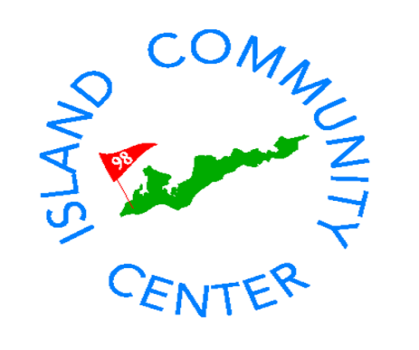 ISLAND COMMUNITY
CENTER
98